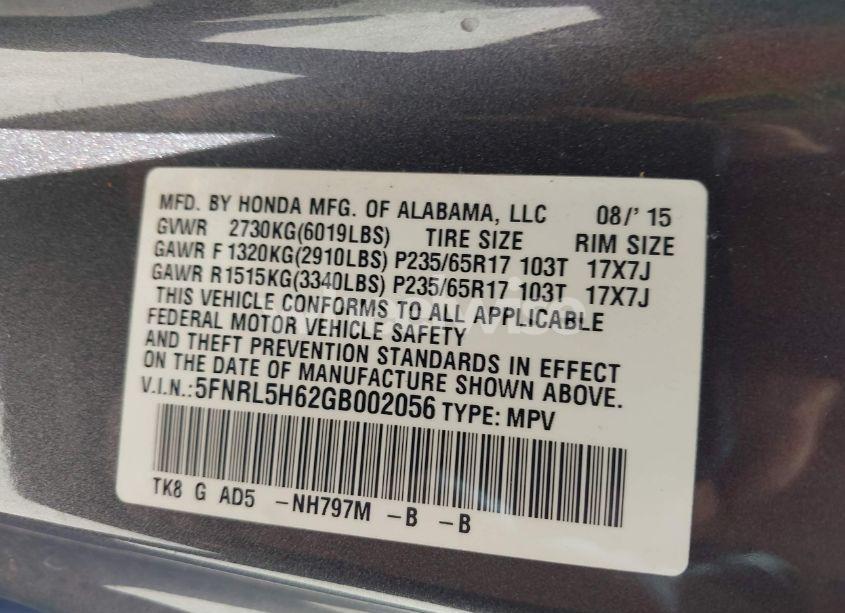 MFD. BY HONDA MFG. OF ALABAMA, LLC 08/'15
GVWR 2730KG(6019LBS) TIRE SIZE RIM SIZE
GAWR F 1320KG(2910LBS) P235/65R17 103T 17X7J
GAWR R1515KG(3340LBS) P235/65R17 103T 17X7J
THIS VEHICLE CONFORMS TO ALL APPLICABLE
FEDERAL MOTOR VEHICLE SAFETY
AND THEFT PREVENTION STANDARDS IN EFFECT
ON THE DATE OF MANUFACTURE SHOWN ABOVE.
V.I.N.:5FNRL5H62GB002056 TYPE: MPV
TK8 G AD5 -NH797M -B -B